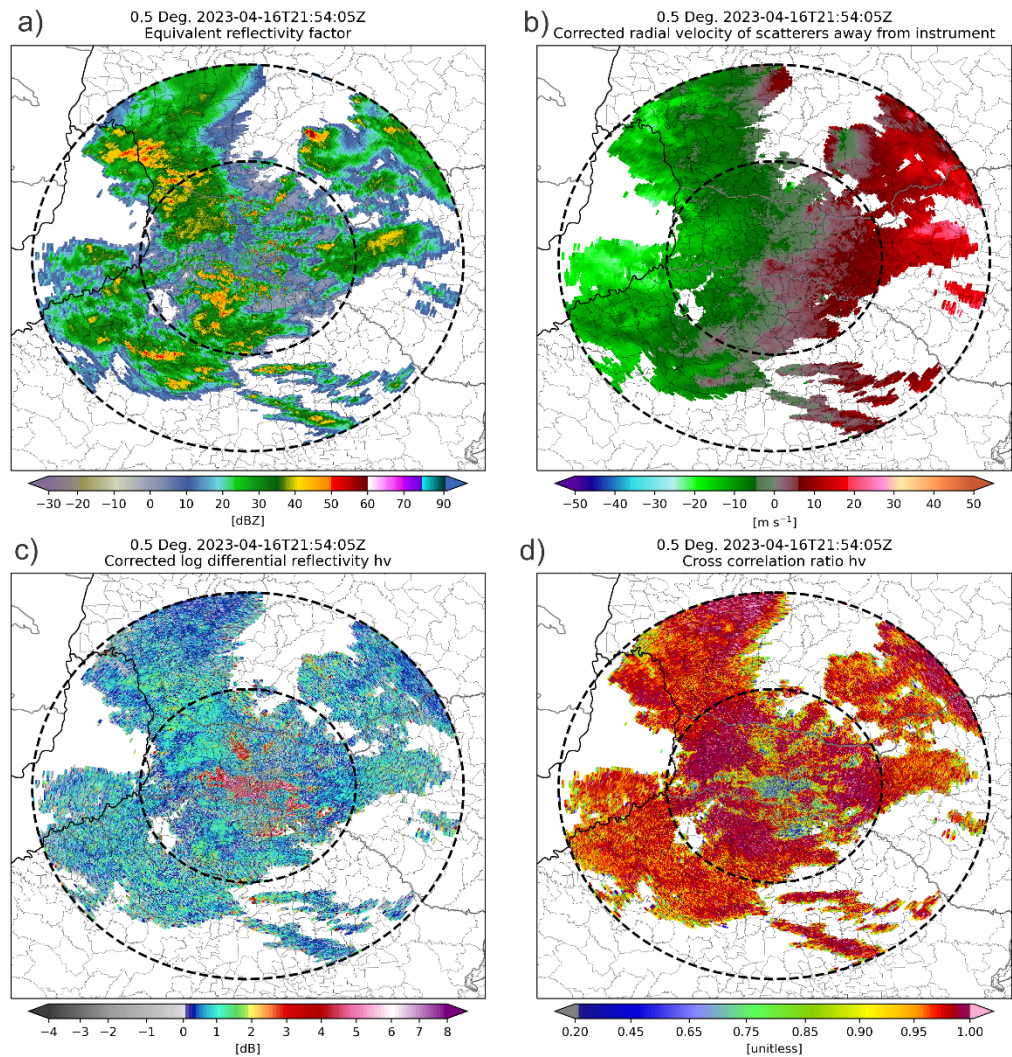 a)
0.5 Deg. 2023-04-16T21:54:05Z
Equivalent reflectivity factor
−30 −20 −10 0 10 20 30 40 50 60 70 80 90
[dBZ]
b)
0.5 Deg. 2023-04-16T21:54:05Z
Corrected radial velocity of scatterers away from instrument
−50 −40 −30 −20 −10 0 10 20 30 40 50
[m s⁻¹]
c)
0.5 Deg. 2023-04-16T21:54:05Z
Corrected log differential reflectivity hv
−4 −3 −2 −1 0 1 2 3 4 5 6 7 8
[dB]
d)
0.5 Deg. 2023-04-16T21:54:05Z
Cross correlation ratio hv
0.20 0.45 0.65 0.75 0.85 0.90 0.95 1.00
[unitless]